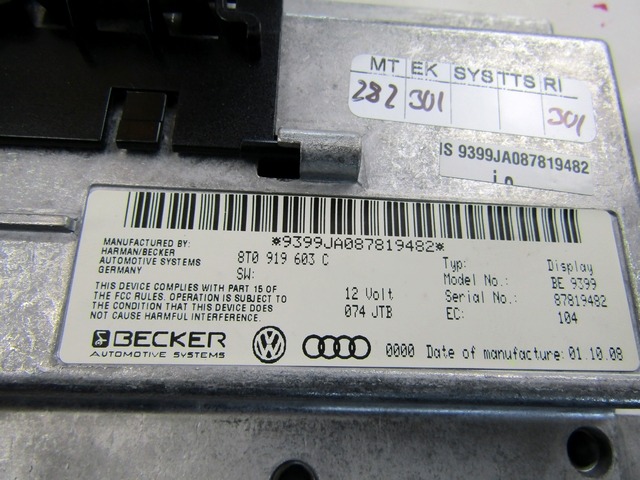 MT EK SYS TTS RI
282 301 301
IS 9399JA087819482
i.o
*9399JA087819482*
MANUFACTURED BY:
HARMAN/BECKER
AUTOMOTIVE SYSTEMS
GERMANY
8T0 919 603 C
SW:
THIS DEVICE COMPLIES WITH PART 15 OF
THE FCC RULES. OPERATION IS SUBJECT TO
THE CONDITION THAT THIS DEVICE DOES
NOT CAUSE HARMFUL INTERFERENCE.
12 Volt
074 JTB
Typ: Display
Model No.: BE 9399
Serial No.: 87819482
EC: 104
BECKER
AUTOMOTIVE SYSTEMS
0000 Date of manufacture: 01.10.08